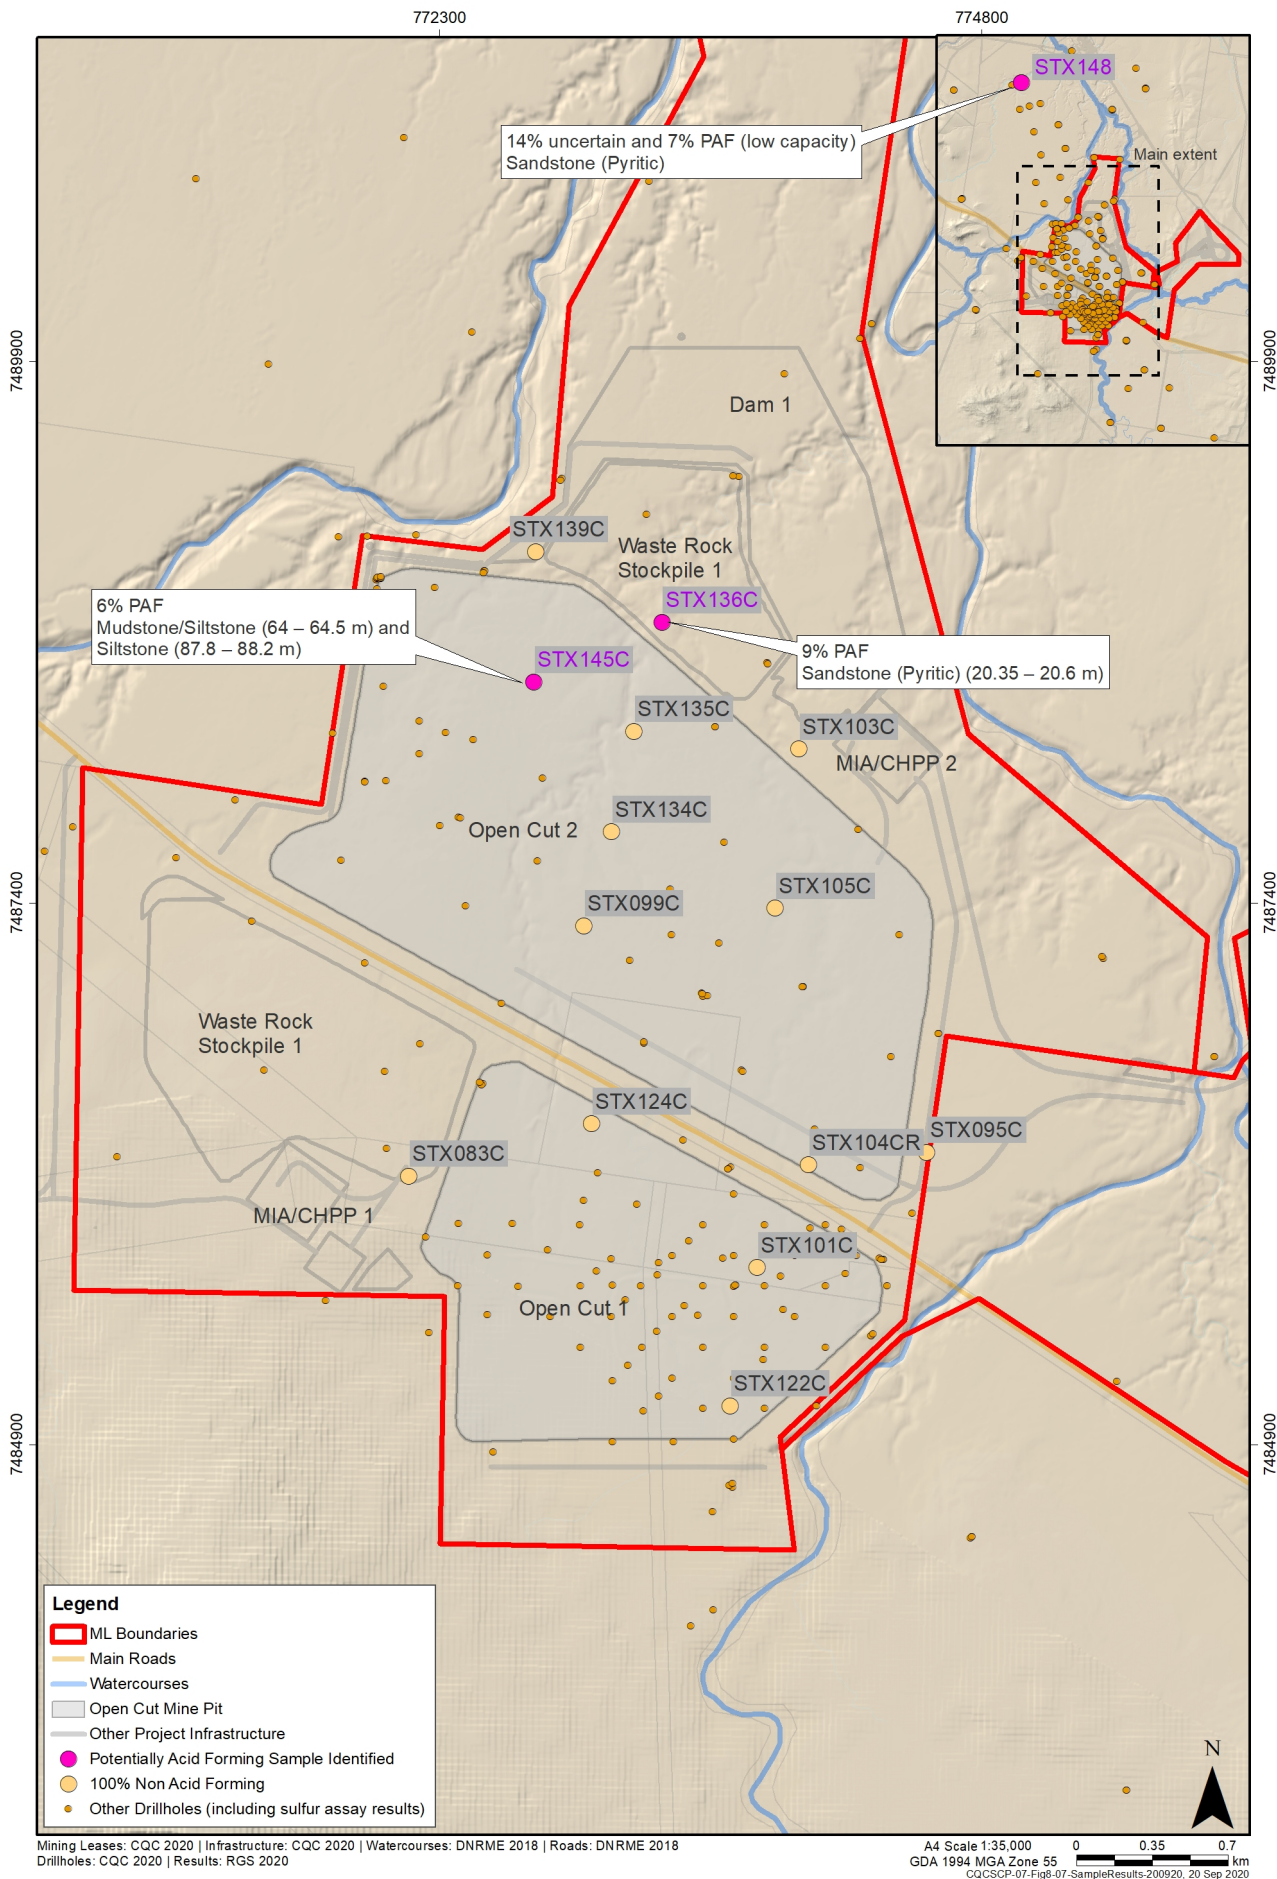 772300
774800
STX148
14% uncertain and 7% PAF (low capacity)
Sandstone (Pyritic)
Main extent
7489900
7489900
Dam 1
STX139C
Waste Rock
Stockpile 1
STX136C
6% PAF
Mudstone/Siltstone (64 – 64.5 m) and
Siltstone (87.8 – 88.2 m)
9% PAF
Sandstone (Pyritic) (20.35 – 20.6 m)
STX145C
STX135C
STX103C
MIA/CHPP 2
STX134C
Open Cut 2
STX105C
STX099C
7487400
7487400
Waste Rock
Stockpile 1
STX124C
STX095C
STX104CR
STX083C
MIA/CHPP 1
STX101C
Open Cut 1
STX122C
7484900
7484900
Legend
ML Boundaries
Main Roads
Watercourses
Open Cut Mine Pit
Other Project Infrastructure
Potentially Acid Forming Sample Identified
100% Non Acid Forming
Other Drillholes (including sulfur assay results)
N
Mining Leases: CQC 2020 | Infrastructure: CQC 2020 | Watercourses: DNRME 2018 | Roads: DNRME 2018
Drillholes: CQC 2020 | Results: RGS 2020
A4 Scale 1:35,000
GDA 1994 MGA Zone 55
0 0.35 0.7
km
CQCSCP-07-Fig8-07-SampleResults-200920, 20 Sep 2020